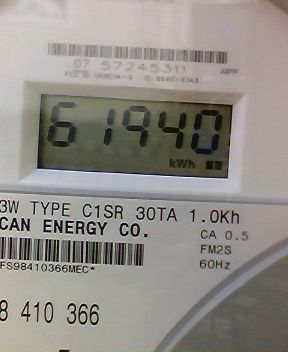 07 57245311
HPP
61940
kWh
3W TYPE C1SR 30TA 1.0Kh
CAN ENERGY CO.
CA 0.5
FM2S
60Hz
FS98410366MEC*
8 410 366